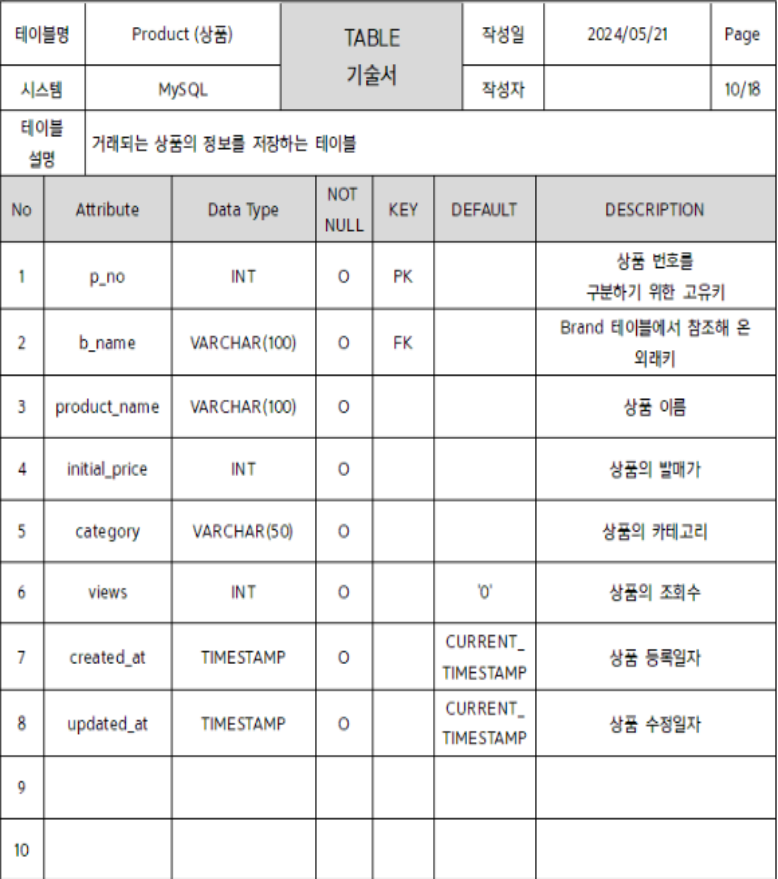 테이블명 Product (상품) TABLE 기술서 작성일 2024/05/21 Page
시스템 MySQL 작성자 10/18
테이블 설명 거래되는 상품의 정보를 저장하는 테이블
No Attribute Data Type NOT NULL KEY DEFAULT DESCRIPTION
1 p_no INT O PK 상품 번호를 구분하기 위한 고유키
2 b_name VARCHAR(100) O FK Brand 테이블에서 참조해 온 외래키
3 product_name VARCHAR(100) O 상품 이름
4 initial_price INT O 상품의 발매가
5 category VARCHAR(50) O 상품의 카테고리
6 views INT O '0' 상품의 조회수
7 created_at TIMESTAMP O CURRENT_TIMESTAMP 상품 등록일자
8 updated_at TIMESTAMP O CURRENT_TIMESTAMP 상품 수정일자
9
10